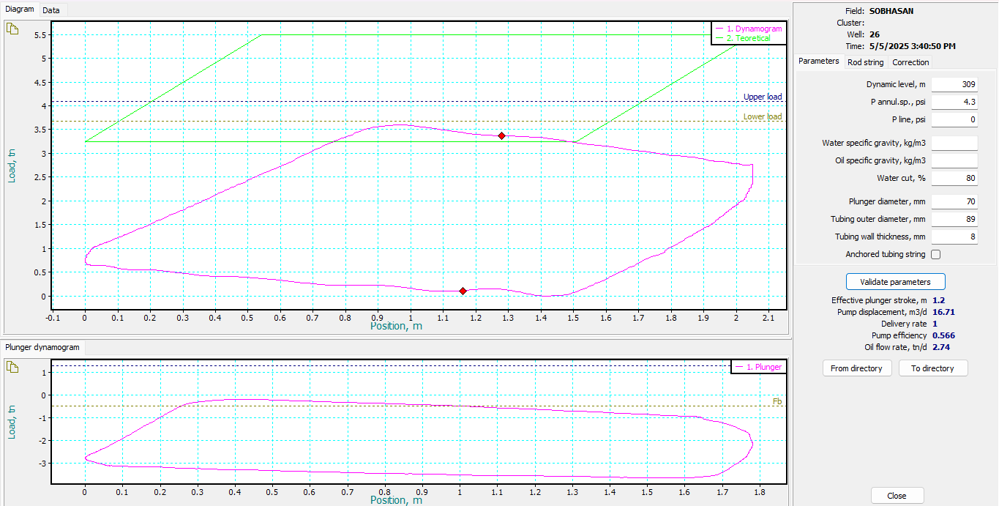 Diagram Data
Load, tn
5.5
5
4.5
4
3.5
3
2.5
2
1.5
1
0.5
0
1. Dynamogram
2. Teoretical
Upper load
Lower load
-0.1 0 0.1 0.2 0.3 0.4 0.5 0.6 0.7 0.8 0.9 1 1.1 1.2 1.3 1.4 1.5 1.6 1.7 1.8 1.9 2 2.1
Position, m
Plunger dynamogram
Load, tn
1
0
-1
-2
-3
1. Plunger
Fb
0 0.1 0.2 0.3 0.4 0.5 0.6 0.7 0.8 0.9 1 1.1 1.2 1.3 1.4 1.5 1.6 1.7 1.8
Position, m
Field: SOBHASAN
Cluster:
Well: 26
Time: 5/5/2025 3:40:50 PM
Parameters Rod string Correction
Dynamic level, m 309
P annul.sp., psi 4.3
P line, psi 0
Water specific gravity, kg/m3
Oil specific gravity, kg/m3
Water cut, % 80
Plunger diameter, mm 70
Tubing outer diameter, mm 89
Tubing wall thickness, mm 8
Anchored tubing string
Validate parameters
Effective plunger stroke, m 1.2
Pump displacement, m3/d 16.71
Delivery rate 1
Pump efficiency 0.566
Oil flow rate, tn/d 2.74
From directory To directory
Close